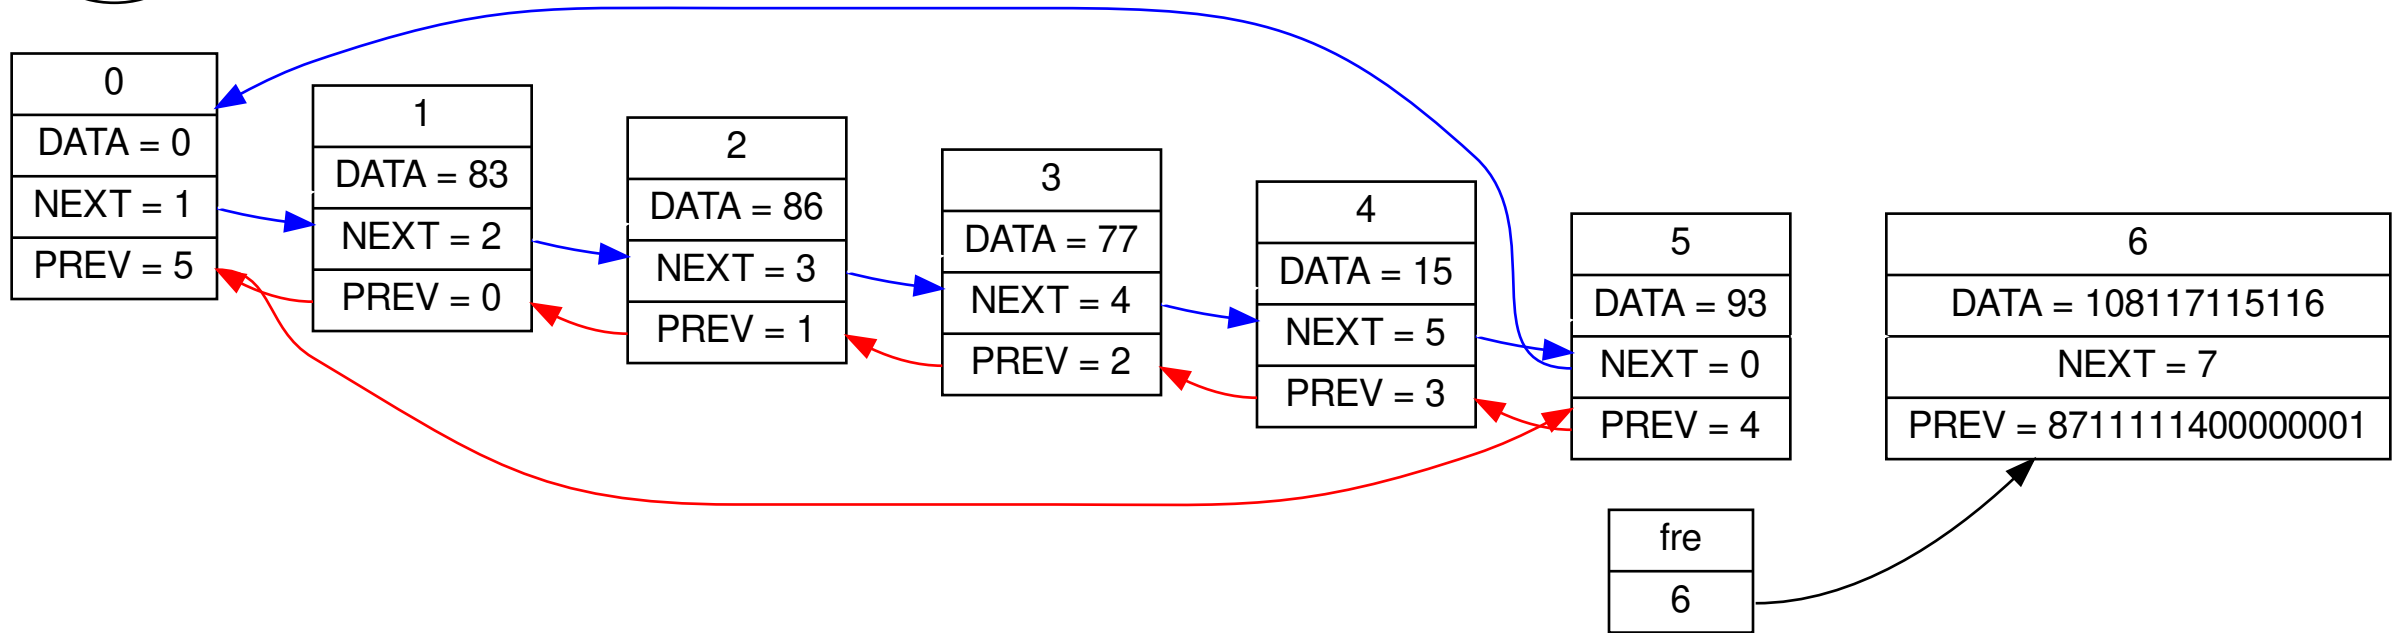 0
DATA = 0
NEXT = 1
PREV = 5
1
DATA = 83
NEXT = 2
PREV = 0
2
DATA = 86
NEXT = 3
PREV = 1
3
DATA = 77
NEXT = 4
PREV = 2
4
DATA = 15
NEXT = 5
PREV = 3
5
DATA = 93
NEXT = 0
PREV = 4
6
DATA = 108117115116
NEXT = 7
PREV = 8711111400000001
fre
6